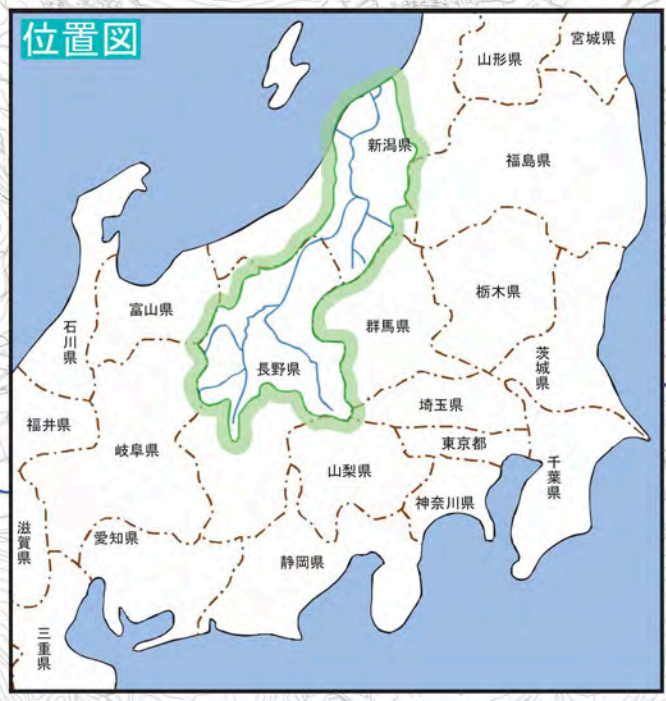 位置図
宮城県
山形県
新潟県
福島県
富山県
栃木県
群馬県
石川県
茨城県
長野県
埼玉県
福井県
岐阜県
東京都
山梨県
千葉県
神奈川県
滋賀県
愛知県
静岡県
三重県